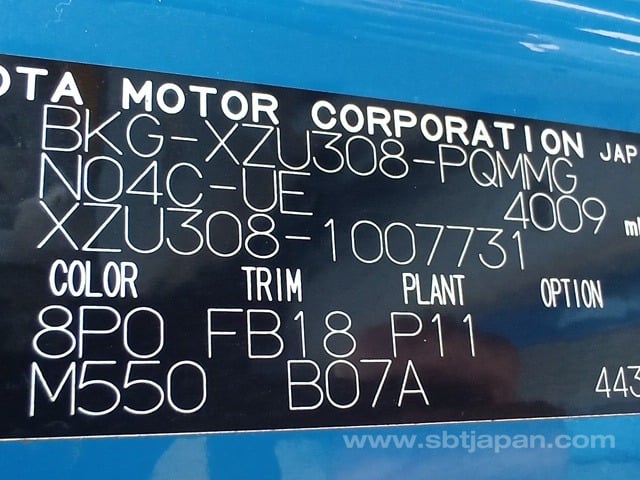 OTA MOTOR CORPORATION JAP
BKG-XZU308-PQMMG
N04C-UE 4009 ml
XZU308-1007731
COLOR TRIM PLANT OPTION
8P0 FB18 P11
M550 B07A 443
www.sbtjapan.com